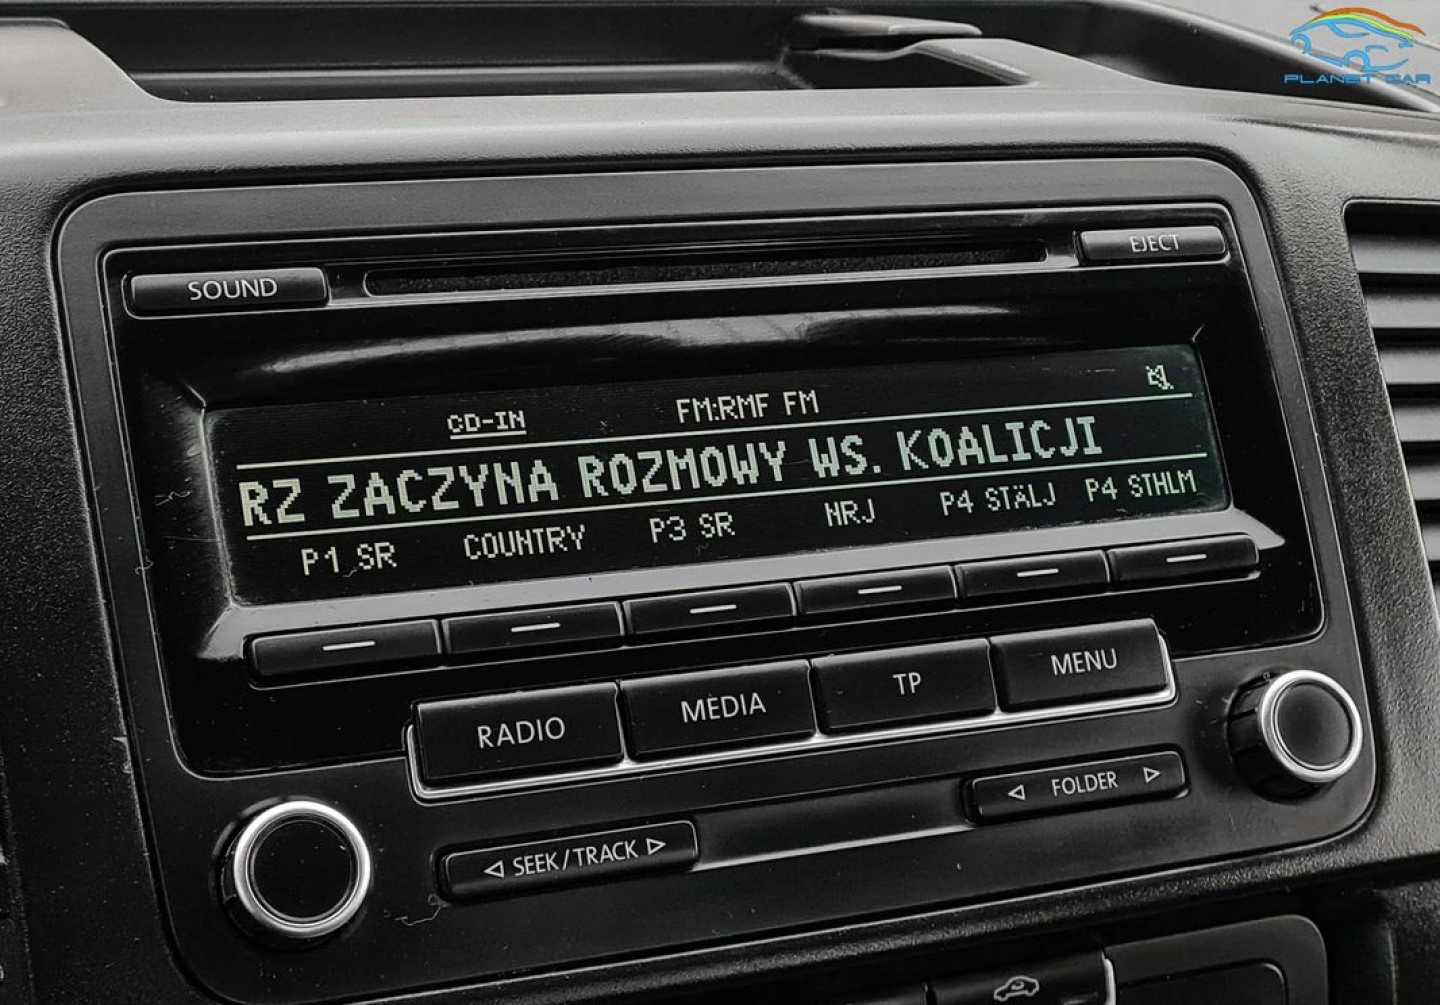 PLANET CAR
SOUND
EJECT
CD-IN FM:RMF FM
RZ ZACZYNA ROZMOWY WS. KOALICJI
P1 SR COUNTRY P3 SR NRJ P4 STÄLJ P4 STHLM
RADIO MEDIA TP MENU
◁ SEEK/TRACK ▷
◁ FOLDER ▷